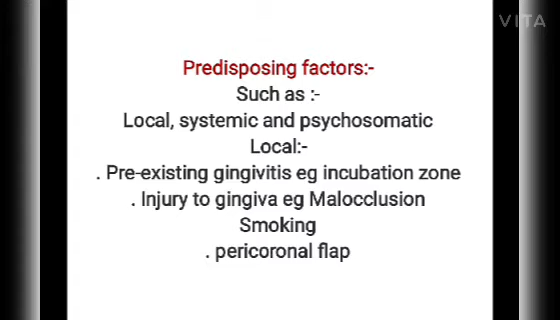 VITA
Predisposing factors:-
Such as :-
Local, systemic and psychosomatic
Local:-
. Pre-existing gingivitis eg incubation zone
. Injury to gingiva eg Malocclusion
Smoking
. pericoronal flap